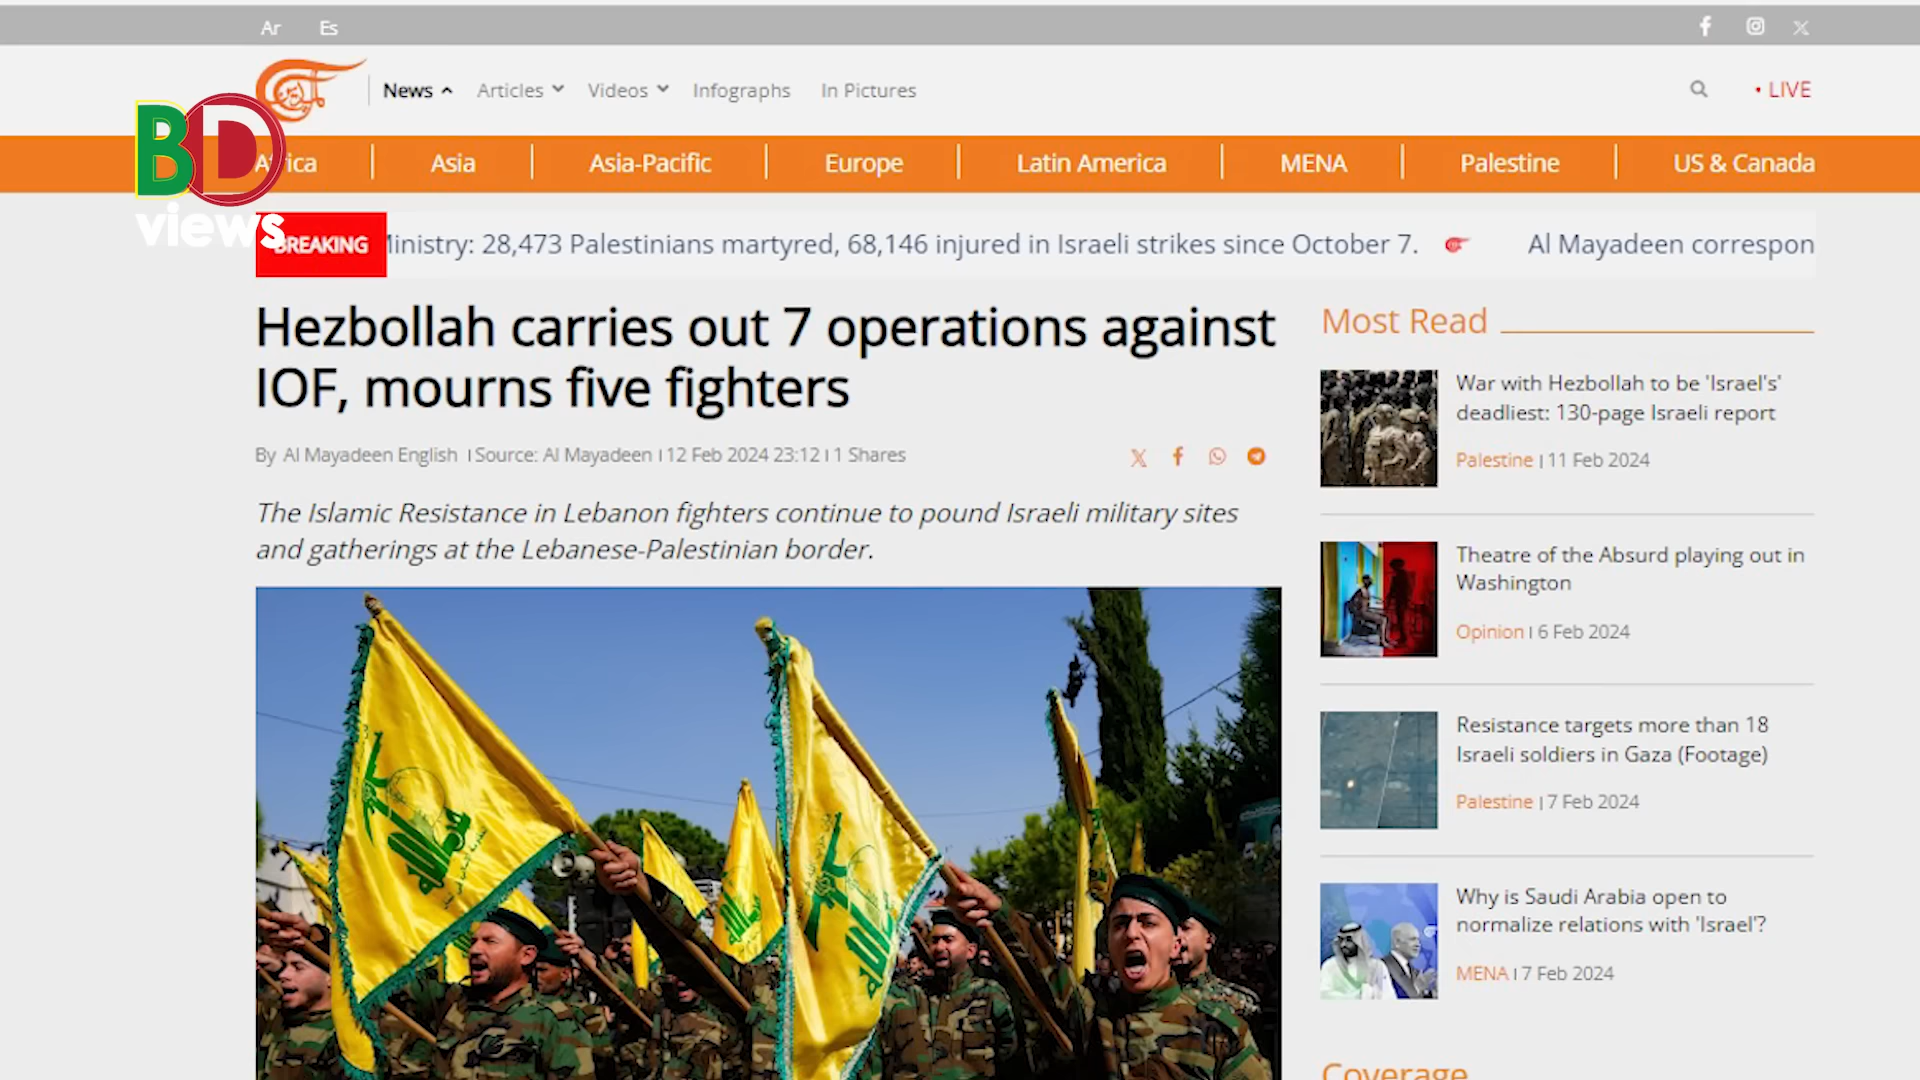 Ar Es
News Articles Videos Infographs In Pictures • LIVE
BD
views
Africa Asia Asia-Pacific Europe Latin America MENA Palestine US & Canada
BREAKING Ministry: 28,473 Palestinians martyred, 68,146 injured in Israeli strikes since October 7. Al Mayadeen correspon
Hezbollah carries out 7 operations against
IOF, mourns five fighters
By Al Mayadeen English | Source: Al Mayadeen | 12 Feb 2024 23:12 | 1 Shares
The Islamic Resistance in Lebanon fighters continue to pound Israeli military sites
and gatherings at the Lebanese-Palestinian border.
Most Read
War with Hezbollah to be 'Israel's'
deadliest: 130-page Israeli report
Palestine | 11 Feb 2024
Theatre of the Absurd playing out in
Washington
Opinion | 6 Feb 2024
Resistance targets more than 18
Israeli soldiers in Gaza (Footage)
Palestine | 7 Feb 2024
Why is Saudi Arabia open to
normalize relations with 'Israel'?
MENA | 7 Feb 2024
Coverage